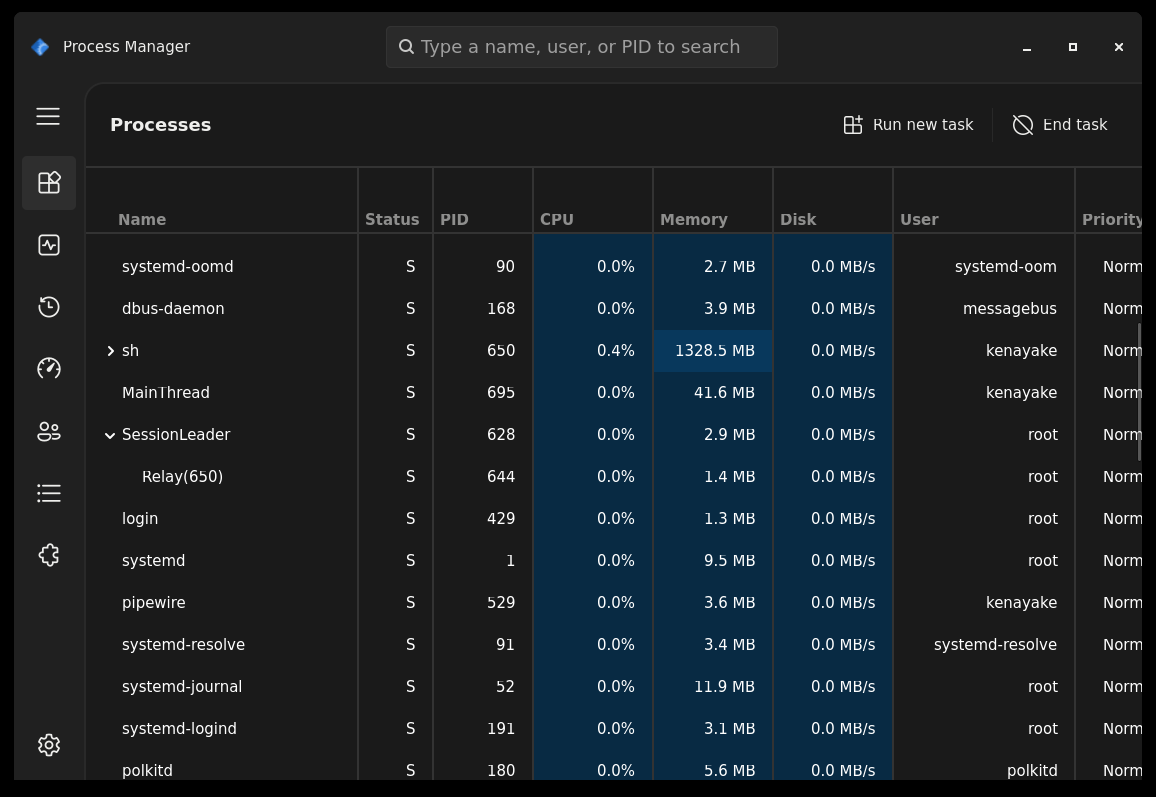 Process Manager
Type a name, user, or PID to search
Processes
Run new task
End task
Name Status PID CPU Memory Disk User Priority
systemd-oomd S 90 0.0% 2.7 MB 0.0 MB/s systemd-oom Norm
dbus-daemon S 168 0.0% 3.9 MB 0.0 MB/s messagebus Norm
sh S 650 0.4% 1328.5 MB 0.0 MB/s kenayake Norm
MainThread S 695 0.0% 41.6 MB 0.0 MB/s kenayake Norm
SessionLeader S 628 0.0% 2.9 MB 0.0 MB/s root Norm
Relay(650) S 644 0.0% 1.4 MB 0.0 MB/s root Norm
login S 429 0.0% 1.3 MB 0.0 MB/s root Norm
systemd S 1 0.0% 9.5 MB 0.0 MB/s root Norm
pipewire S 529 0.0% 3.6 MB 0.0 MB/s kenayake Norm
systemd-resolve S 91 0.0% 3.4 MB 0.0 MB/s systemd-resolve Norm
systemd-journal S 52 0.0% 11.9 MB 0.0 MB/s root Norm
systemd-logind S 191 0.0% 3.1 MB 0.0 MB/s root Norm
polkitd S 180 0.0% 5.6 MB 0.0 MB/s polkitd Norm